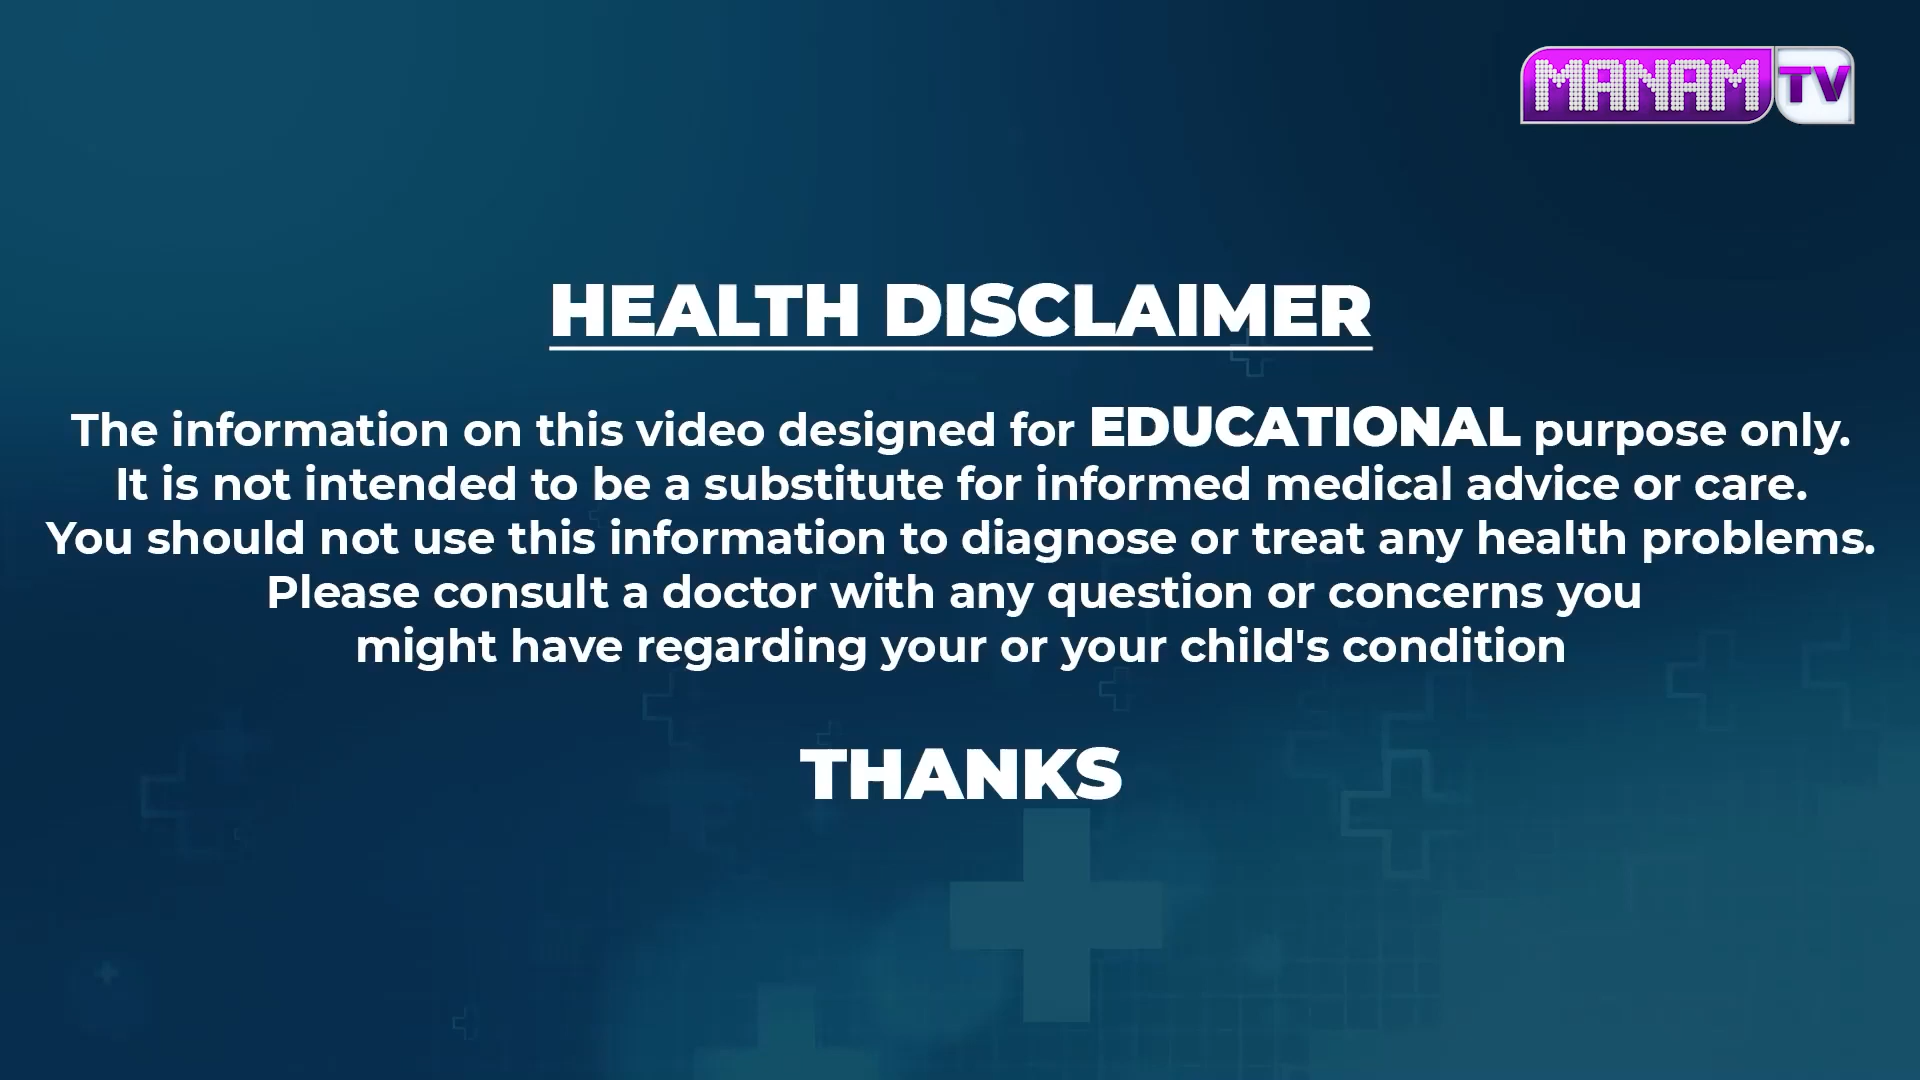 MANAM TV
HEALTH DISCLAIMER
The information on this video designed for EDUCATIONAL purpose only.
It is not intended to be a substitute for informed medical advice or care.
You should not use this information to diagnose or treat any health problems.
Please consult a doctor with any question or concerns you
might have regarding your or your child's condition
THANKS